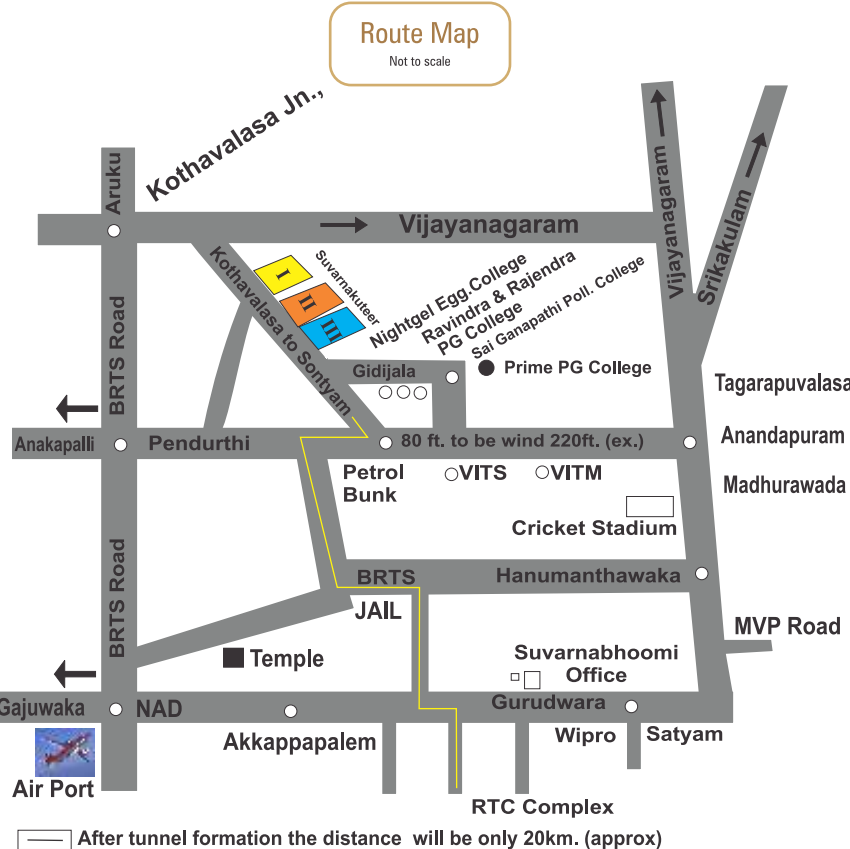 Route Map
Not to scale
Kothavalasa Jn.,
Aruku
Vijayanagaram
Vijayanagaram
Srikakulam
Kothavalasa to Sontyam
I
II
III
Suvarnakuteer
Nightgel Egg.College
Ravindra & Rajendra
PG College
Sai Ganapathi Poll. College
BRTS Road
Gidijala
Prime PG College
Tagarapuvalasa
Anakapalli
Pendurthi
80 ft. to be wind 220ft. (ex.)
Anandapuram
Petrol
Bunk
VITS
VITM
Madhurawada
Cricket Stadium
BRTS Road
BRTS
Hanumanthawaka
JAIL
MVP Road
Temple
Suvarnabhoomi
Office
Gajuwaka
NAD
Gurudwara
Akkappapalem
Wipro
Satyam
Air Port
RTC Complex
After tunnel formation the distance will be only 20km. (approx)